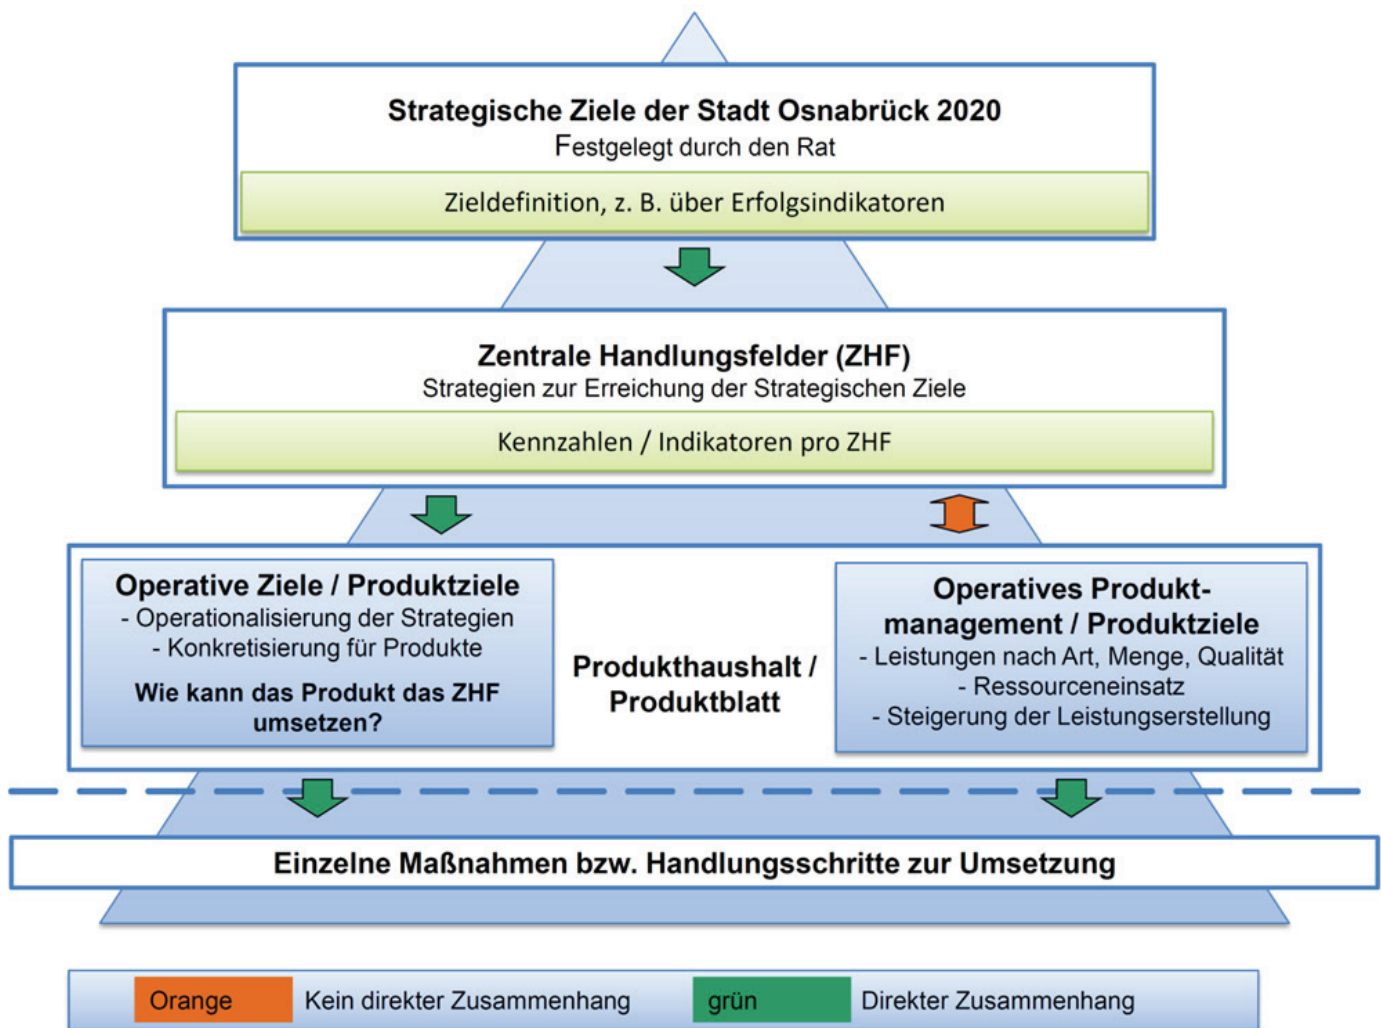 Strategische Ziele der Stadt Osnabrück 2020
Festgelegt durch den Rat
Zieldefinition, z. B. über Erfolgsindikatoren
Zentrale Handlungsfelder (ZHF)
Strategien zur Erreichung der Strategischen Ziele
Kennzahlen / Indikatoren pro ZHF
Operative Ziele / Produktziele
- Operationalisierung der Strategien
- Konkretisierung für Produkte
Wie kann das Produkt das ZHF
umsetzen?
Produkthaushalt /
Produktblatt
Operatives Produkt-
management / Produktziele
- Leistungen nach Art, Menge, Qualität
- Ressourceneinsatz
- Steigerung der Leistungserstellung
Einzelne Maßnahmen bzw. Handlungsschritte zur Umsetzung
Orange Kein direkter Zusammenhang grün Direkter Zusammenhang